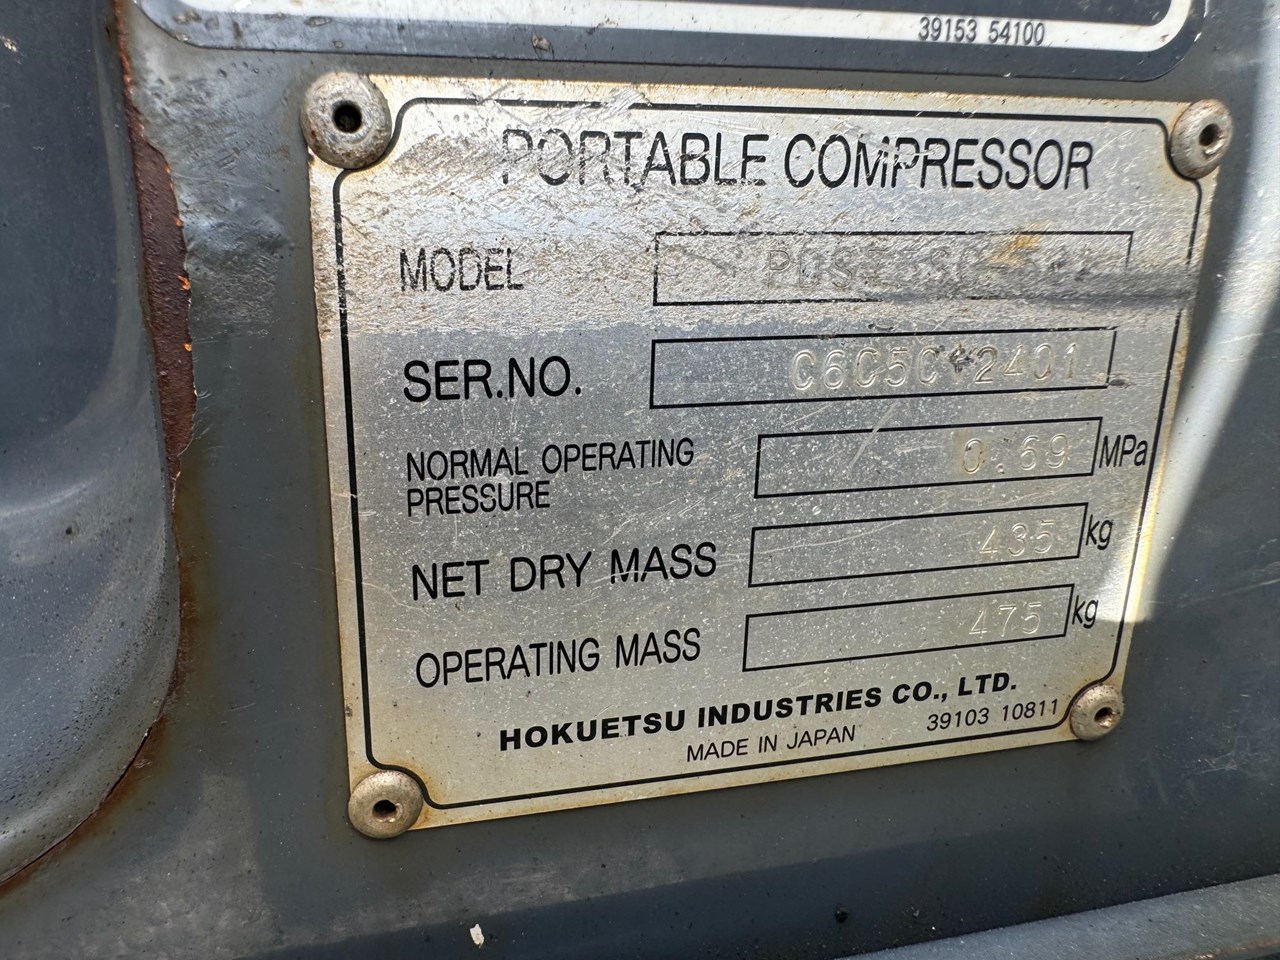 39153 54100
PORTABLE COMPRESSOR
MODEL
SER.NO.
NORMAL OPERATING 0.69 MPa
PRESSURE
NET DRY MASS 435 kg
OPERATING MASS 475 kg
HOKUETSU INDUSTRIES CO., LTD.
MADE IN JAPAN 39103 10811